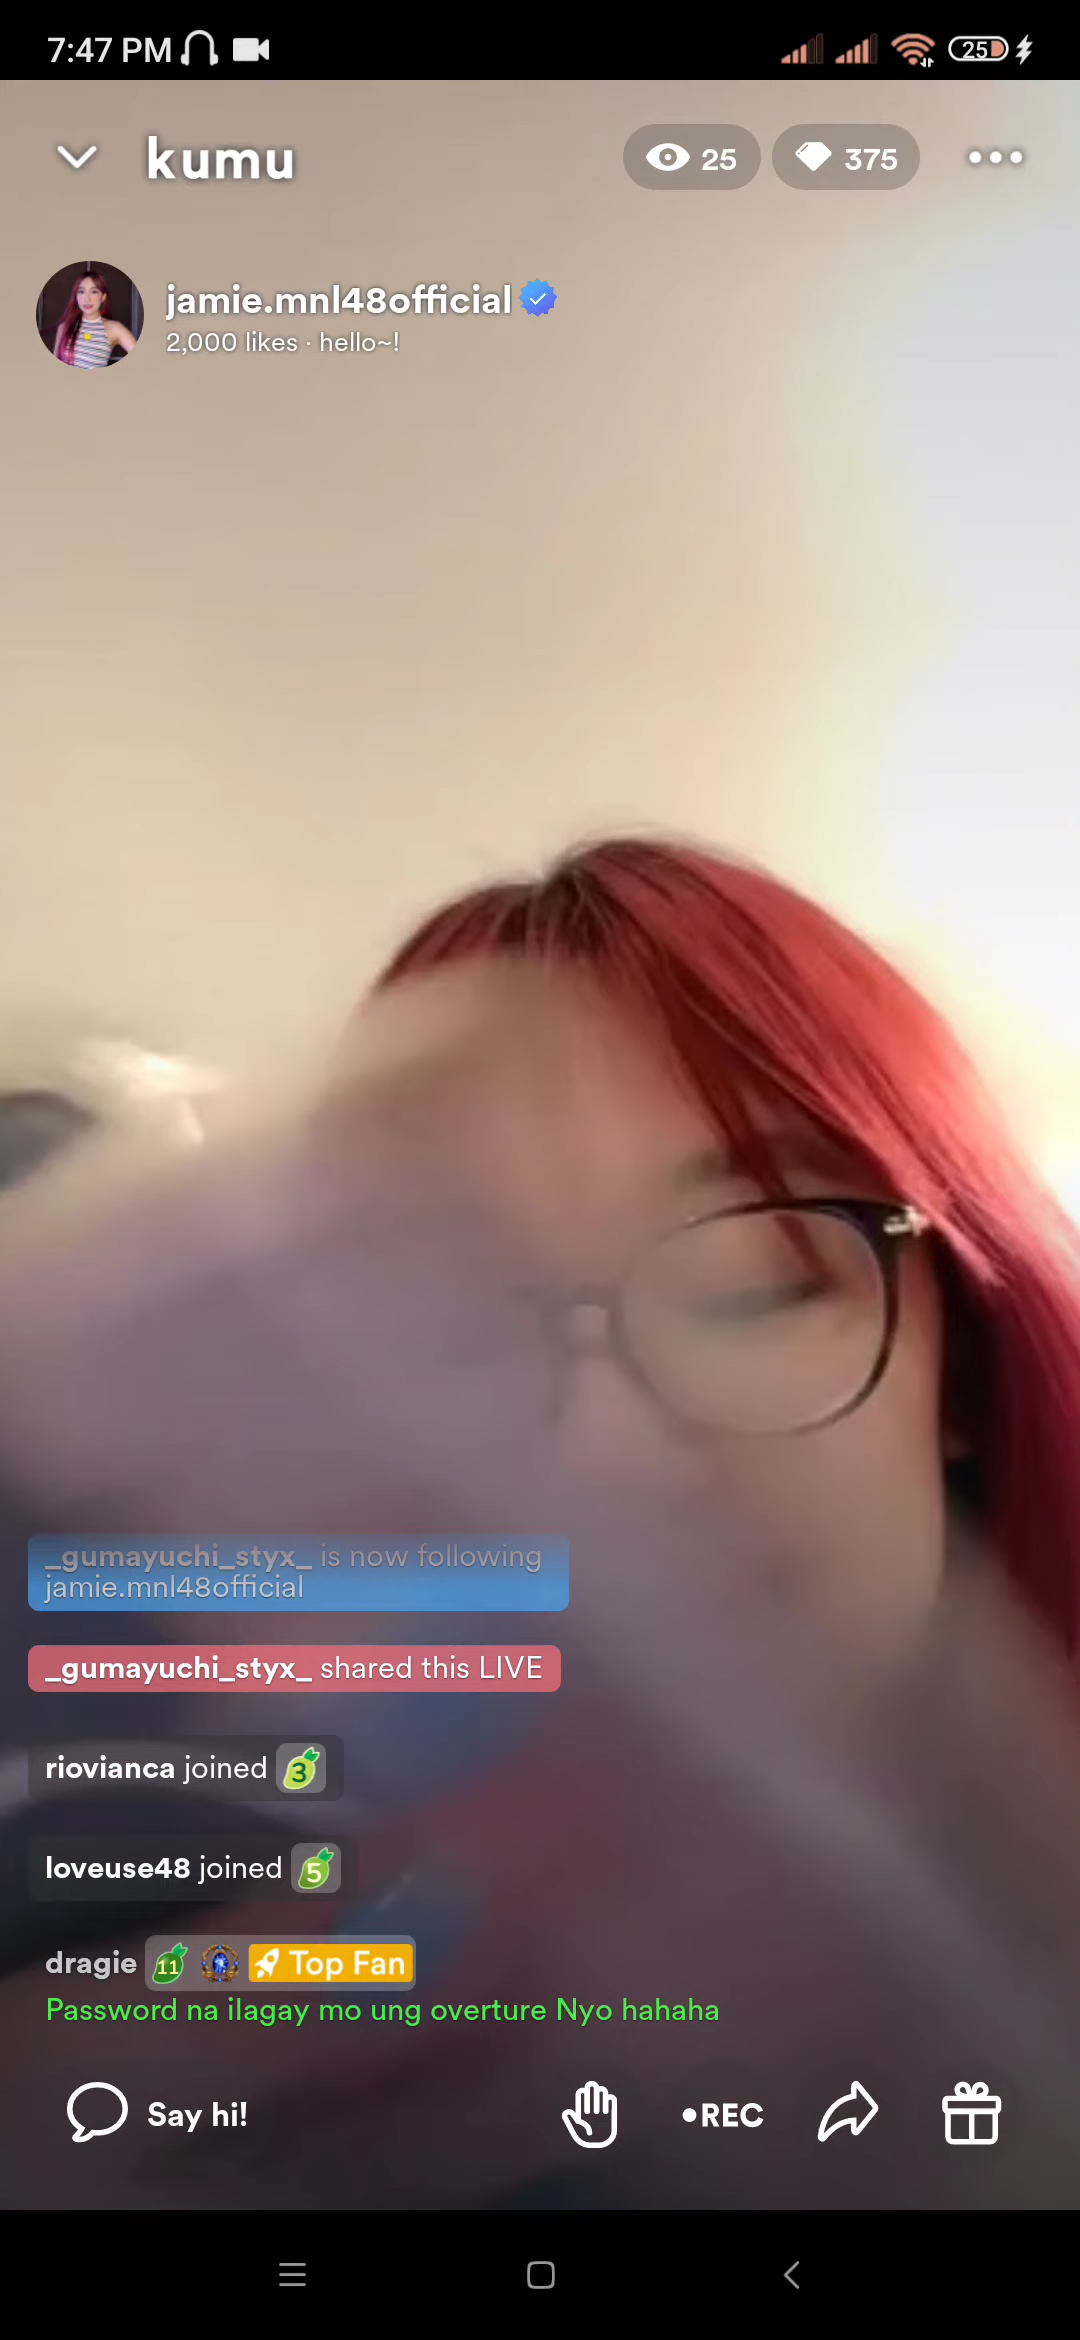 7:47 PM 25
kumu 25 375
jamie.mnl48official
2,000 likes · hello~!
_gumayuchi_styx_ is now following
jamie.mnl48official
_gumayuchi_styx_ shared this LIVE
riovianca joined 3
loveuse48 joined 5
dragie 11 Top Fan
Password na ilagay mo ung overture Nyo hahaha
Say hi! •REC